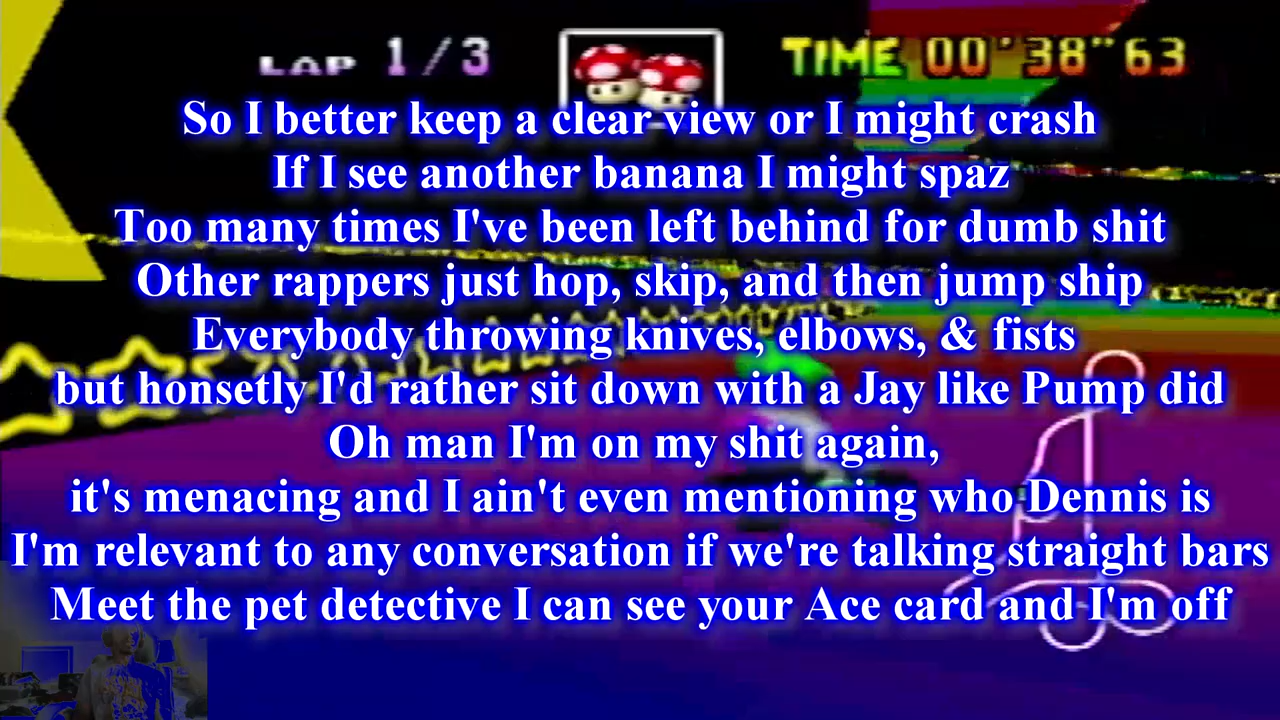 LAP 1/3
TIME 00'38"63
So I better keep a clear view or I might crash
If I see another banana I might spaz
Too many times I've been left behind for dumb shit
Other rappers just hop, skip, and then jump ship
Everybody throwing knives, elbows, & fists
but honsetly I'd rather sit down with a Jay like Pump did
Oh man I'm on my shit again,
it's menacing and I ain't even mentioning who Dennis is
I'm relevant to any conversation if we're talking straight bars
Meet the pet detective I can see your Ace card and I'm off